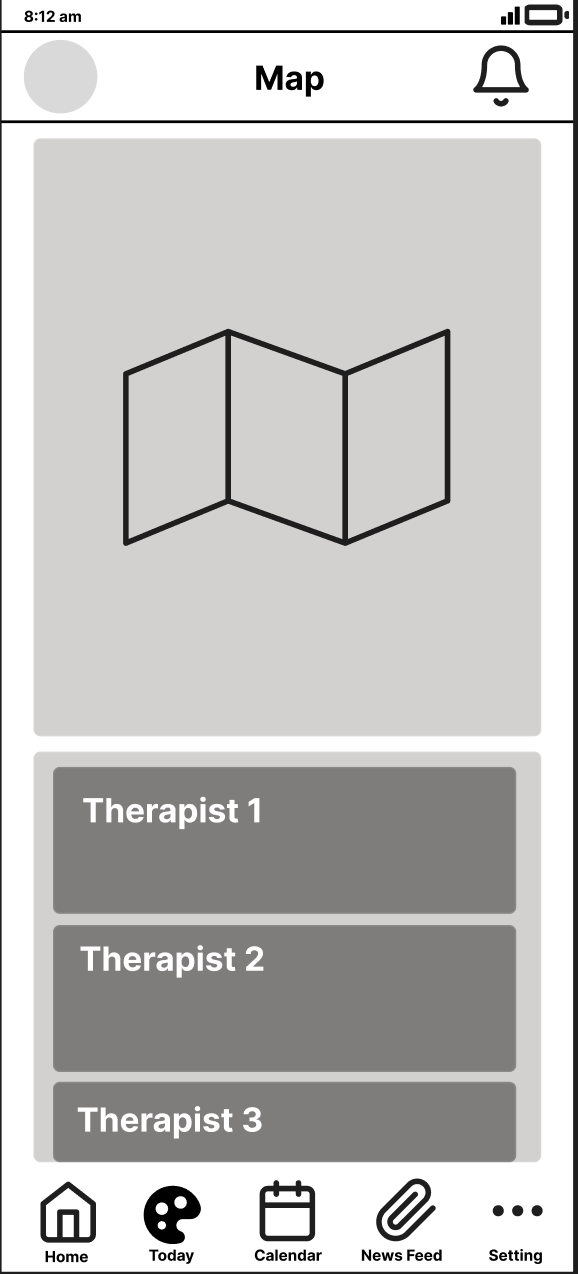 8:12 am
Map
Therapist 1
Therapist 2
Therapist 3
Home
Today
Calendar
News Feed
Setting